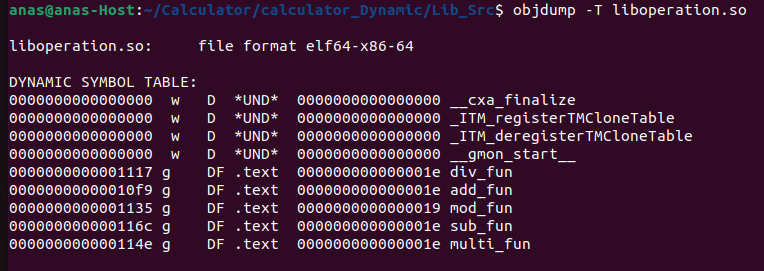 anas@anas-Host:~/Calculator/calculator_Dynamic/Lib_Src$ objdump -T liboperation.so

liboperation.so:     file format elf64-x86-64

DYNAMIC SYMBOL TABLE:
0000000000000000  w   D  *UND*  0000000000000000 __cxa_finalize
0000000000000000  w   D  *UND*  0000000000000000 _ITM_registerTMCloneTable
0000000000000000  w   D  *UND*  0000000000000000 _ITM_deregisterTMCloneTable
0000000000000000  w   D  *UND*  0000000000000000 __gmon_start__
0000000000001117 g    DF .text  000000000000001e div_fun
00000000000010f9 g    DF .text  000000000000001e add_fun
0000000000001135 g    DF .text  0000000000000019 mod_fun
000000000000116c g    DF .text  000000000000001e sub_fun
000000000000114e g    DF .text  000000000000001e multi_fun